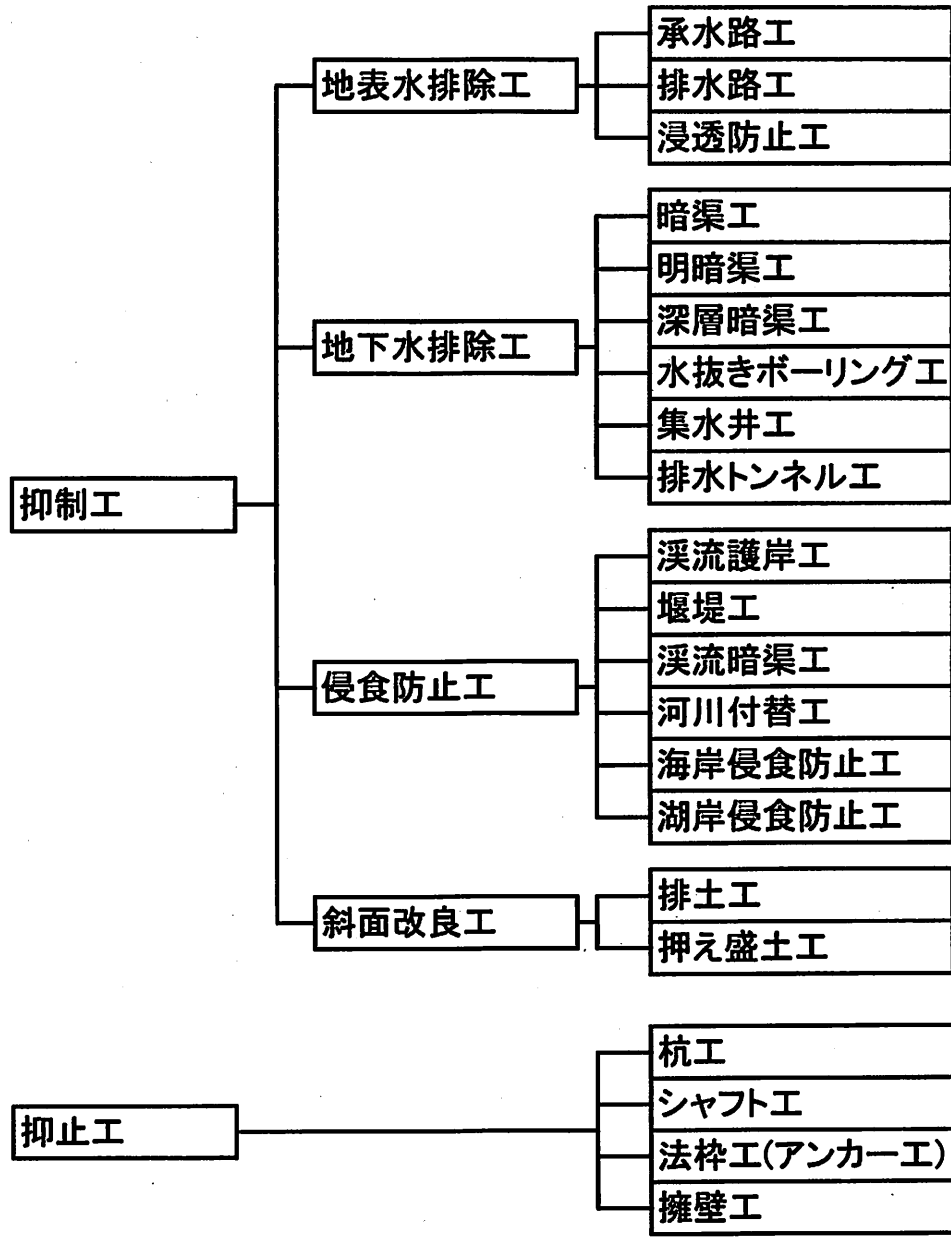 抑制工
地表水排除工
承水路工
排水路工
浸透防止工
地下水排除工
暗渠工
明暗渠工
深層暗渠工
水抜きボーリング工
集水井工
排水トンネル工
侵食防止工
渓流護岸工
堰堤工
渓流暗渠工
河川付替工
海岸侵食防止工
湖岸侵食防止工
斜面改良工
排土工
押え盛土工
抑止工
杭工
シャフト工
法枠工(アンカー工)
擁壁工